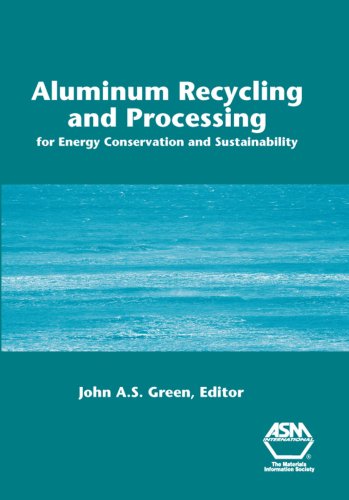 Aluminum Recycling
and Processing
for Energy Conservation and Sustainability
John A.S. Green, Editor
ASM
INTERNATIONAL
®
The Materials
Information Society